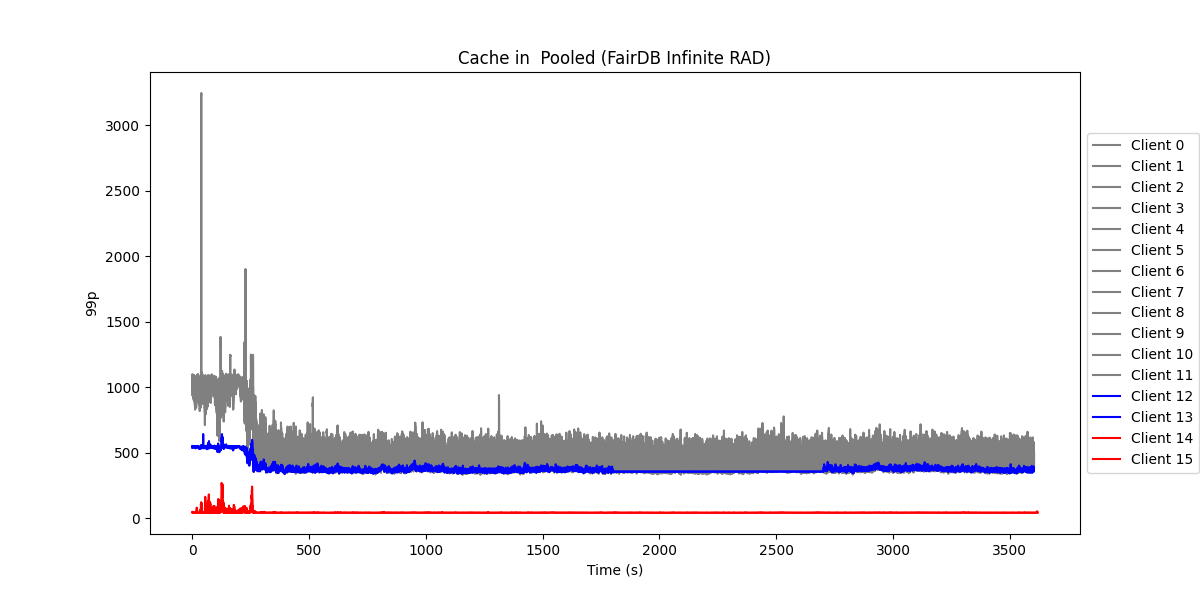 Cache in  Pooled (FairDB Infinite RAD)
99p
3000
2500
2000
1500
1000
500
0
0 500 1000 1500 2000 2500 3000 3500
Time (s)
Client 0
Client 1
Client 2
Client 3
Client 4
Client 5
Client 6
Client 7
Client 8
Client 9
Client 10
Client 11
Client 12
Client 13
Client 14
Client 15